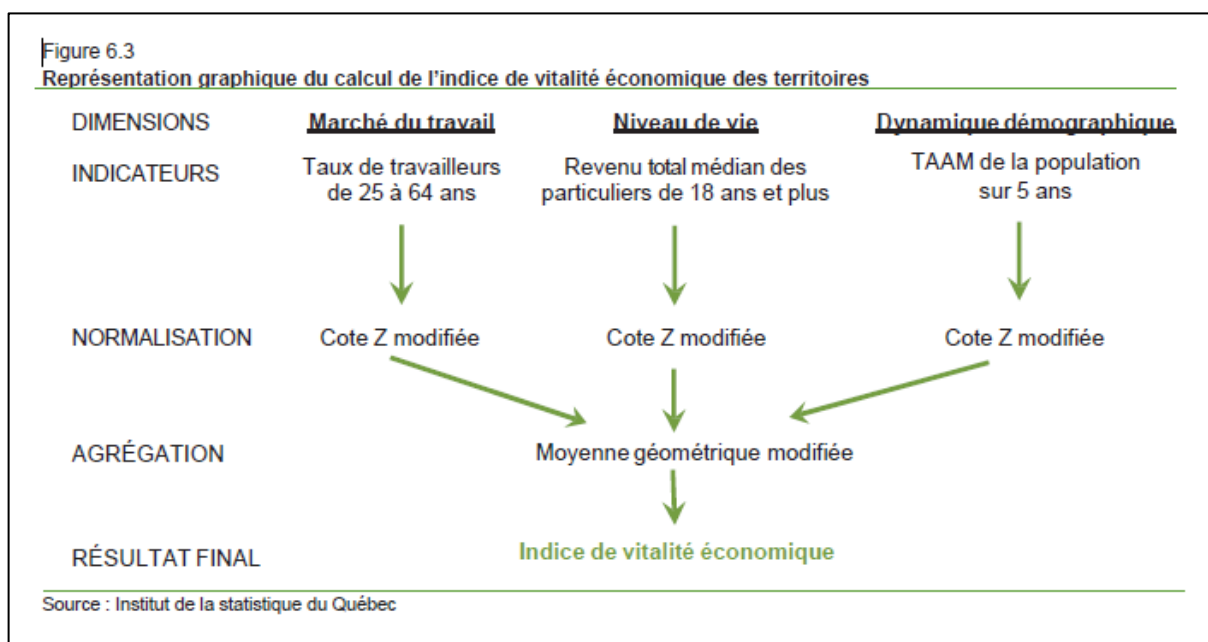 Figure 6.3
Représentation graphique du calcul de l'indice de vitalité économique des territoires
DIMENSIONS Marché du travail Niveau de vie Dynamique démographique
INDICATEURS Taux de travailleurs de 25 à 64 ans Revenu total médian des particuliers de 18 ans et plus TAAM de la population sur 5 ans
NORMALISATION Cote Z modifiée Cote Z modifiée Cote Z modifiée
AGRÉGATION Moyenne géométrique modifiée
RÉSULTAT FINAL Indice de vitalité économique
Source : Institut de la statistique du Québec